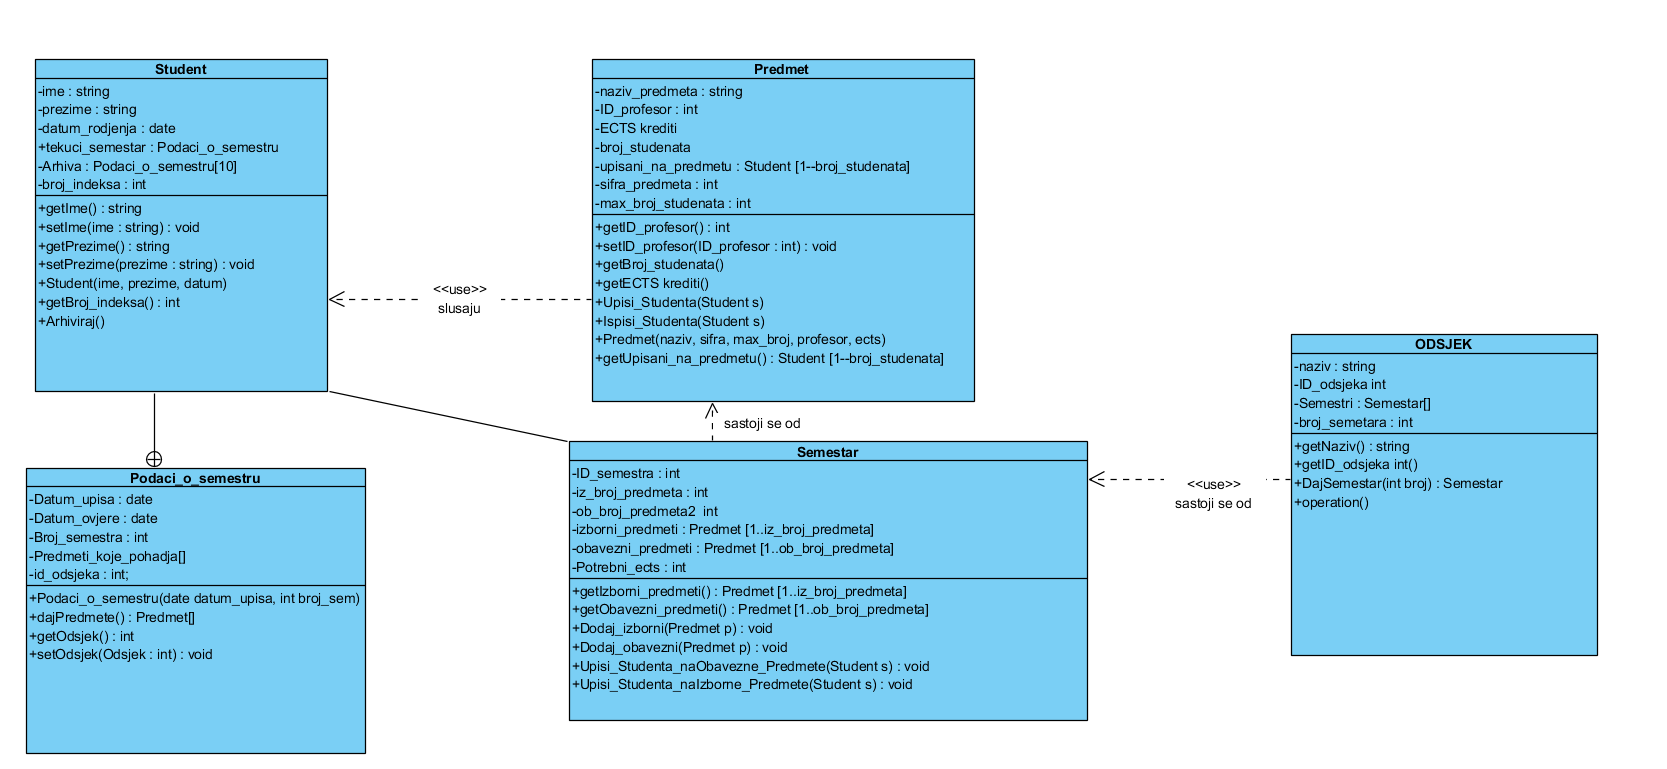 Student
-ime : string
-prezime : string
-datum_rodjenja : date
+tekuci_semestar : Podaci_o_semestru
-Arhiva : Podaci_o_semestru[10]
-broj_indeksa : int
+getIme() : string
+setIme(ime : string) : void
+getPrezime() : string
+setPrezime(prezime : string) : void
+Student(ime, prezime, datum)
+getBroj_indeksa() : int
+Arhiviraj()
<<use>>
slusaju
Predmet
-naziv_predmeta : string
-ID_profesor : int
-ECTS krediti
-broj_studenata
-upisani_na_predmetu : Student [1--broj_studenata]
-sifra_predmeta : int
-max_broj_studenata : int
+getID_profesor() : int
+setID_profesor(ID_profesor : int) : void
+getBroj_studenata()
+getECTS krediti()
+Upisi_Studenta(Student s)
+Ispisi_Studenta(Student s)
+Predmet(naziv, sifra, max_broj, profesor, ects)
+getUpisani_na_predmetu() : Student [1--broj_studenata]
sastoji se od
ODSJEK
-naziv : string
-ID_odsjeka int
-Semestri : Semestar[]
-broj_semetara : int
+getNaziv() : string
+getID_odsjeka int()
+DajSemestar(int broj) : Semestar
+operation()
<<use>>
sastoji se od
Podaci_o_semestru
-Datum_upisa : date
-Datum_ovjere : date
-Broj_semestra : int
-Predmeti_koje_pohadja[]
-id_odsjeka : int;
+Podaci_o_semestru(date datum_upisa, int broj_sem)
+dajPredmete() : Predmet[]
+getOdsjek() : int
+setOdsjek(Odsjek : int) : void
Semestar
-ID_semestra : int
-iz_broj_predmeta : int
-ob_broj_predmeta2  int
-izborni_predmeti : Predmet [1..iz_broj_predmeta]
-obavezni_predmeti : Predmet [1..ob_broj_predmeta]
-Potrebni_ects : int
+getIzborni_predmeti() : Predmet [1..iz_broj_predmeta]
+getObavezni_predmeti() : Predmet [1..ob_broj_predmeta]
+Dodaj_izborni(Predmet p) : void
+Dodaj_obavezni(Predmet p) : void
+Upisi_Studenta_naObavezne_Predmete(Student s) : void
+Upisi_Studenta_naIzborne_Predmete(Student s) : void